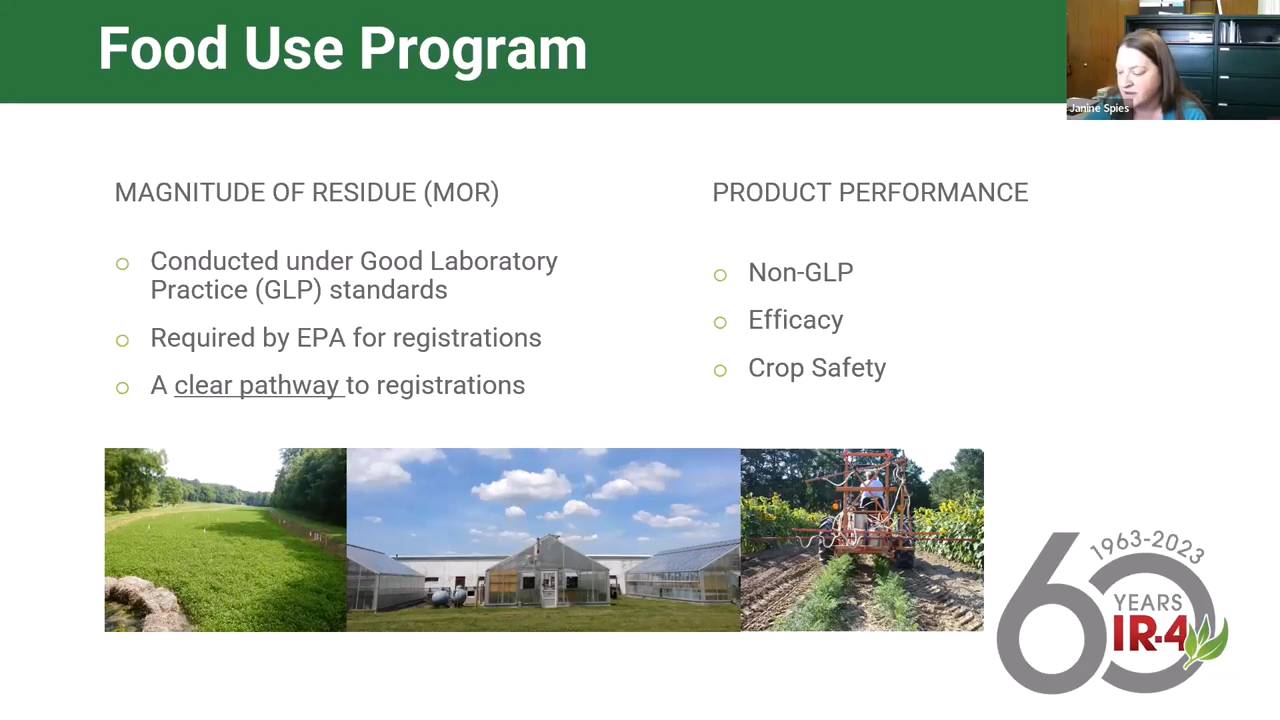 Food Use Program
Janine Spies
MAGNITUDE OF RESIDUE (MOR)
Conducted under Good Laboratory
Practice (GLP) standards
Required by EPA for registrations
A clear pathway to registrations
PRODUCT PERFORMANCE
Non-GLP
Efficacy
Crop Safety
1963-2023
60
YEARS
IR-4